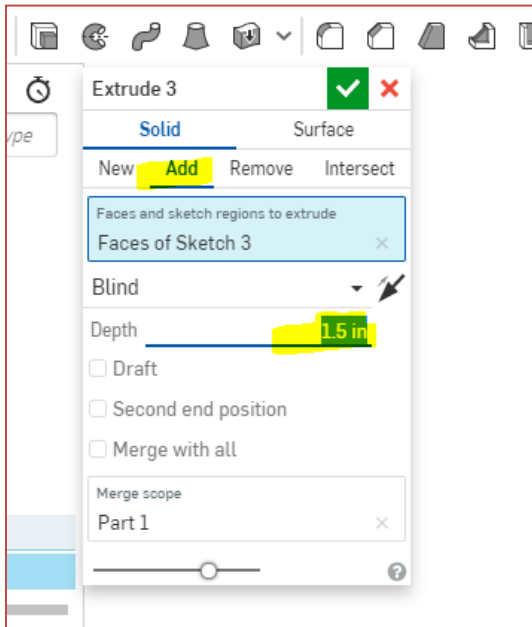 Extrude 3
ype
Solid Surface
New Add Remove Intersect
Faces and sketch regions to extrude
Faces of Sketch 3
Blind
Depth 1.5 in
Draft
Second end position
Merge with all
Merge scope
Part 1